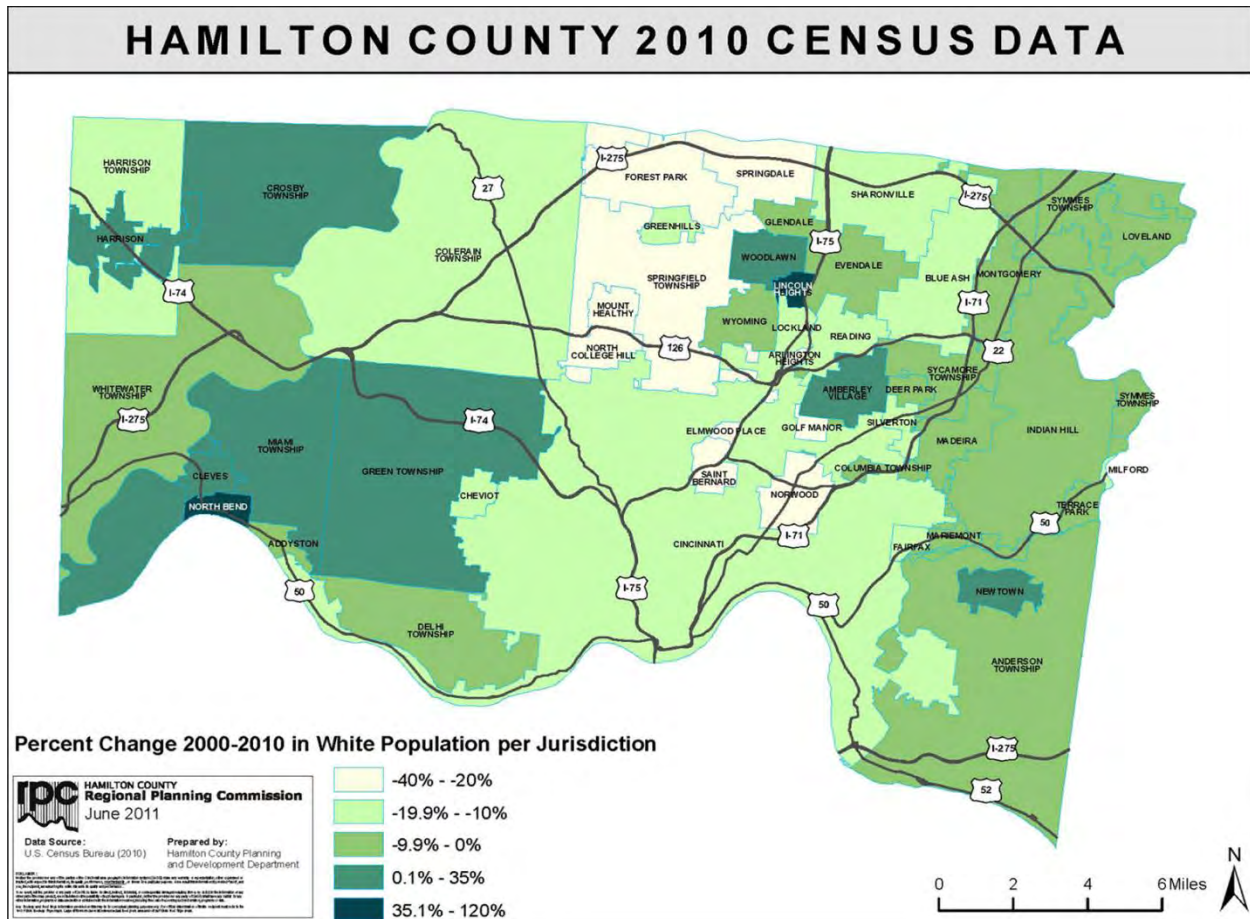 HAMILTON COUNTY 2010 CENSUS DATA
HARRISON
TOWNSHIP
CROSBY
TOWNSHIP
HARRISON
I-74
27
COLERAIN
TOWNSHIP
I-275
FOREST PARK
SPRINGDALE
GREENHILLS
GLENDALE
SHARONVILLE
I-275
SYMMES
TOWNSHIP
LOVELAND
WOODLAWN
I-75
EVENDALE
BLUE ASH
MONTGOMERY
SPRINGFIELD
TOWNSHIP
LINCOLN
HEIGHTS
I-71
MOUNT
HEALTHY
WYOMING
LOCKLAND
READING
NORTH
COLLEGE HILL
126
ARLINGTON
HEIGHTS
22
WHITEWATER
TOWNSHIP
I-275
AMBERLEY
VILLAGE
DEER PARK
SYCAMORE
TOWNSHIP
SYMMES
TOWNSHIP
I-74
MIAMI
TOWNSHIP
GREEN TOWNSHIP
ELMWOOD PLACE
GOLF MANOR
SILVERTON
MADEIRA
INDIAN HILL
CLEVES
CHEVIOT
SAINT
BERNARD
NORWOOD
COLUMBIA TOWNSHIP
MILFORD
NORTH BEND
TERRACE
PARK
50
ADDYSTON
CINCINNATI
I-71
FAIRFAX
MARIEMONT
50
I-75
50
NEWTOWN
DELHI
TOWNSHIP
ANDERSON
TOWNSHIP
I-275
52
Percent Change 2000-2010 in White Population per Jurisdiction
rpc
HAMILTON COUNTY
Regional Planning Commission
June 2011
Data Source:
U.S. Census Bureau (2010)
Prepared by:
Hamilton County Planning
and Development Department
-40% - -20%
-19.9% - -10%
-9.9% - 0%
0.1% - 35%
35.1% - 120%
0 2 4 6 Miles
N